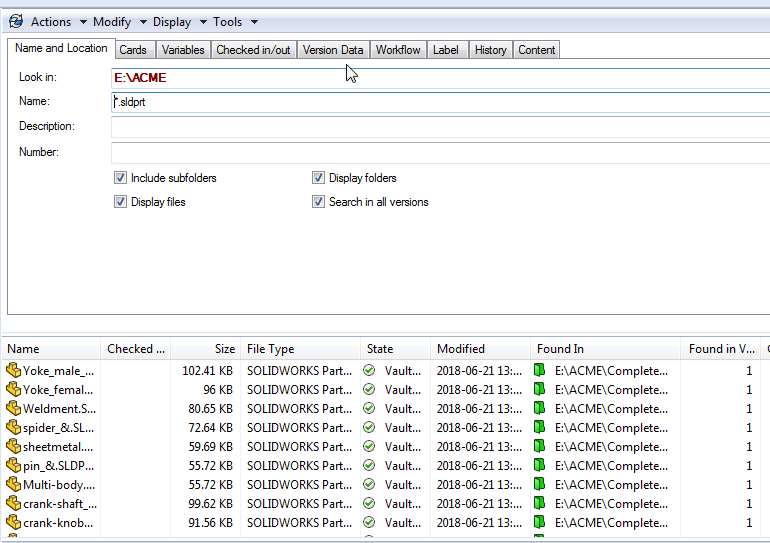 Actions Modify Display Tools
Name and Location Cards Variables Checked in/out Version Data Workflow Label History Content
Look in: E:\ACME
Name: *.sldprt
Description:
Number:
Include subfolders Display folders
Display files Search in all versions
Name Checked ... Size File Type State Modified Found In Found in V...
Yoke_male_... 102.41 KB SOLIDWORKS Part... Vault... 2018-06-21 13:... E:\ACME\Complete... 1
Yoke_femal... 96 KB SOLIDWORKS Part... Vault... 2018-06-21 13:... E:\ACME\Complete... 1
Weldment.S... 80.65 KB SOLIDWORKS Part... Vault... 2018-06-21 13:... E:\ACME\Complete... 1
spider_&.SL... 72.64 KB SOLIDWORKS Part... Vault... 2018-06-21 13:... E:\ACME\Complete... 1
sheetmetal.... 59.69 KB SOLIDWORKS Part... Vault... 2018-06-21 13:... E:\ACME\Complete... 1
pin_&.SLDP... 55.72 KB SOLIDWORKS Part... Vault... 2018-06-21 13:... E:\ACME\Complete... 1
Multi-body.... 55.72 KB SOLIDWORKS Part... Vault... 2018-06-21 13:... E:\ACME\Complete... 1
crank-shaft_... 99.62 KB SOLIDWORKS Part... Vault... 2018-06-21 13:... E:\ACME\Complete... 1
crank-knob... 91.56 KB SOLIDWORKS Part... Vault... 2018-06-21 13:... E:\ACME\Complete... 1